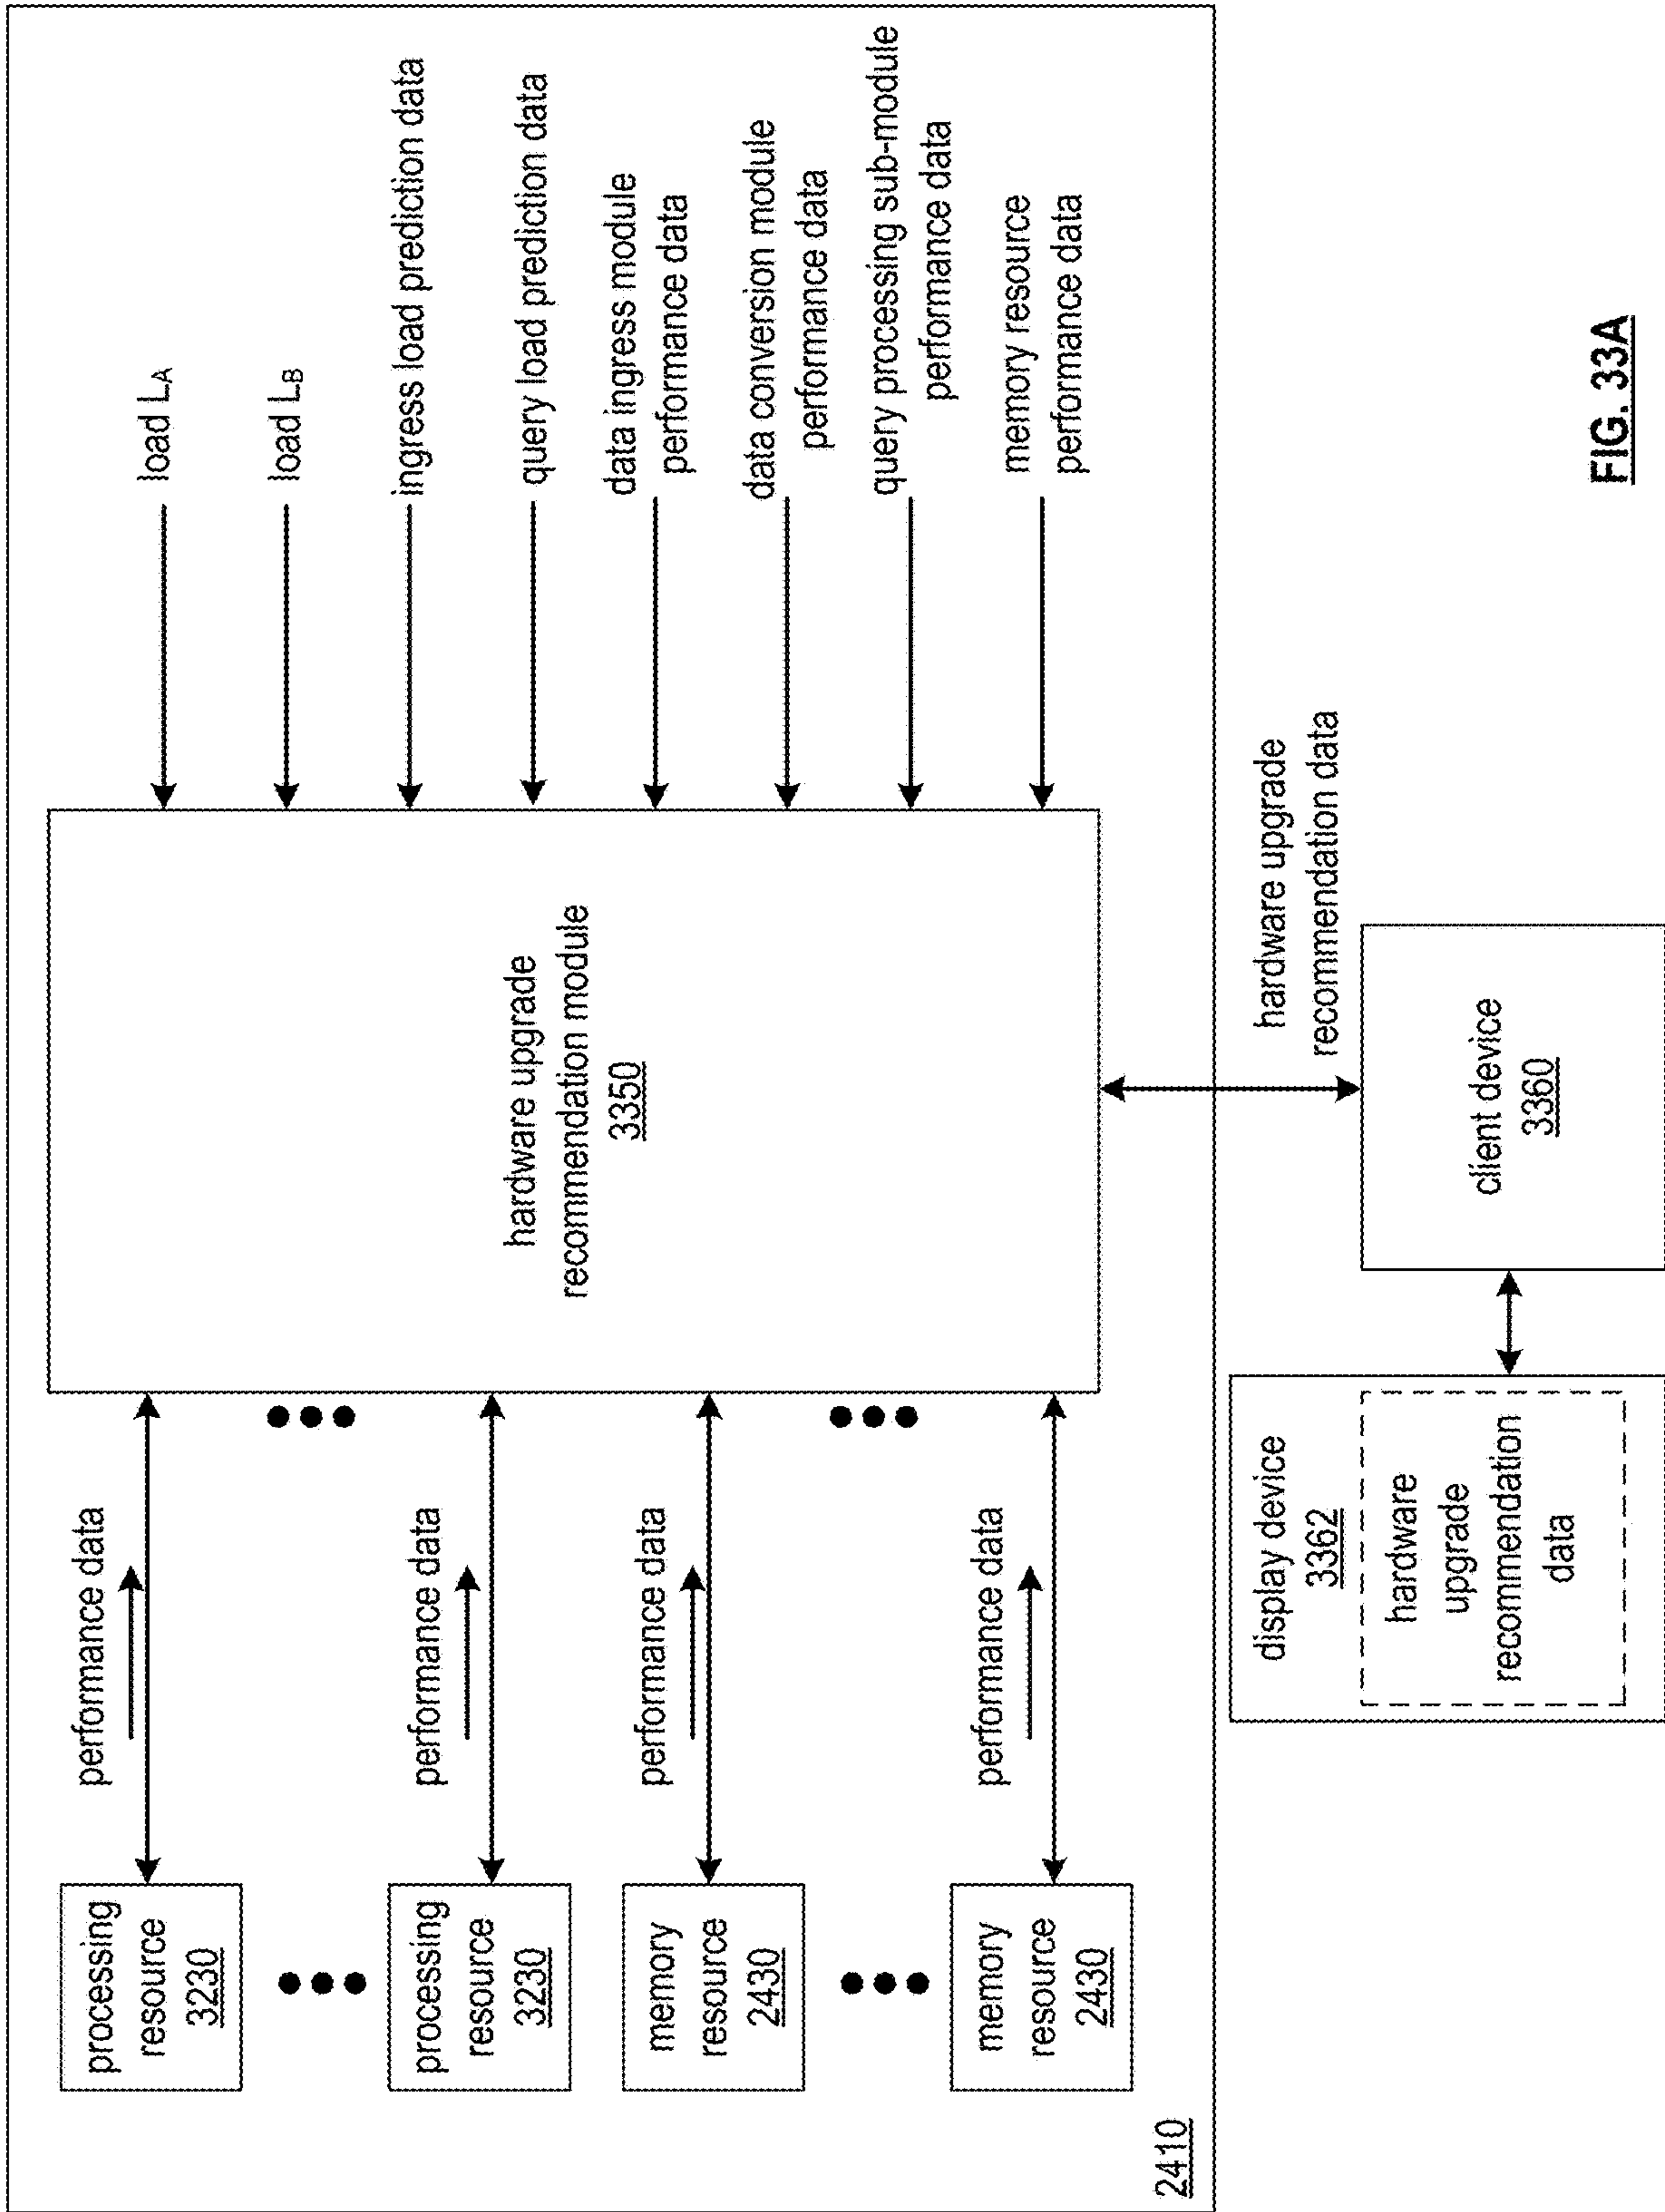 processing
resource
3230
processing
resource
3230
memory
resource
2430
memory
resource
2430
performance data
performance data
performance data
performance data
hardware upgrade
recommendation module
3350
load LA
load LB
ingress load prediction data
query load prediction data
data ingress module
performance data
data conversion module
performance data
query processing sub-module
performance data
memory resource
performance data
2410
display device
3362
hardware
upgrade
recommendation
data
client device
3360
hardware upgrade
recommendation data
FIG. 33A